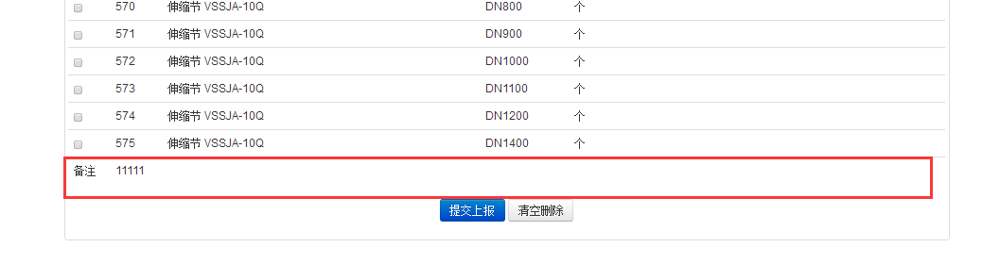 570 伸缩节 VSSJA-10Q DN800 个
571 伸缩节 VSSJA-10Q DN900 个
572 伸缩节 VSSJA-10Q DN1000 个
573 伸缩节 VSSJA-10Q DN1100 个
574 伸缩节 VSSJA-10Q DN1200 个
575 伸缩节 VSSJA-10Q DN1400 个
备注 11111
提交上报 清空删除